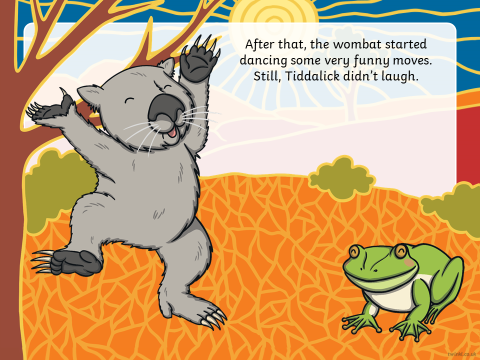 After that, the wombat started
dancing some very funny moves.
Still, Tiddalick didn't laugh.